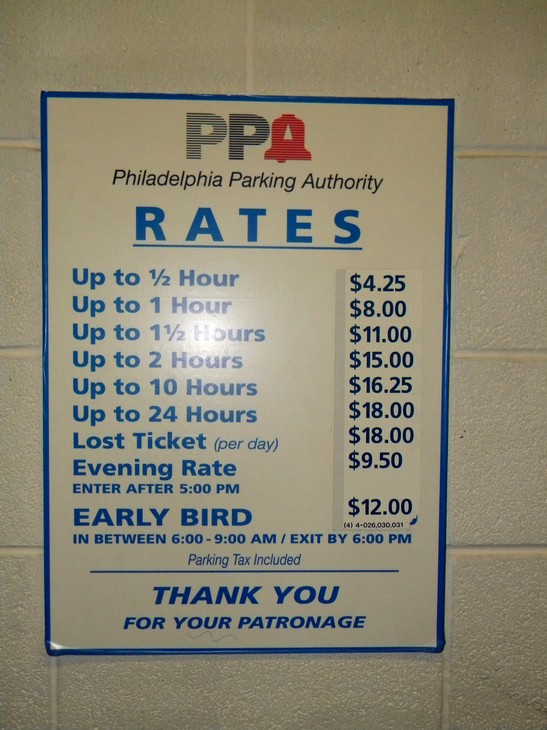 PPA
Philadelphia Parking Authority
RATES
Up to ½ Hour $4.25
Up to 1 Hour $8.00
Up to 1½ Hours $11.00
Up to 2 Hours $15.00
Up to 10 Hours $16.25
Up to 24 Hours $18.00
Lost Ticket (per day) $18.00
Evening Rate $9.50
ENTER AFTER 5:00 PM
EARLY BIRD $12.00
(4) 4-026,030,031
IN BETWEEN 6:00 - 9:00 AM / EXIT BY 6:00 PM
Parking Tax Included
THANK YOU
FOR YOUR PATRONAGE